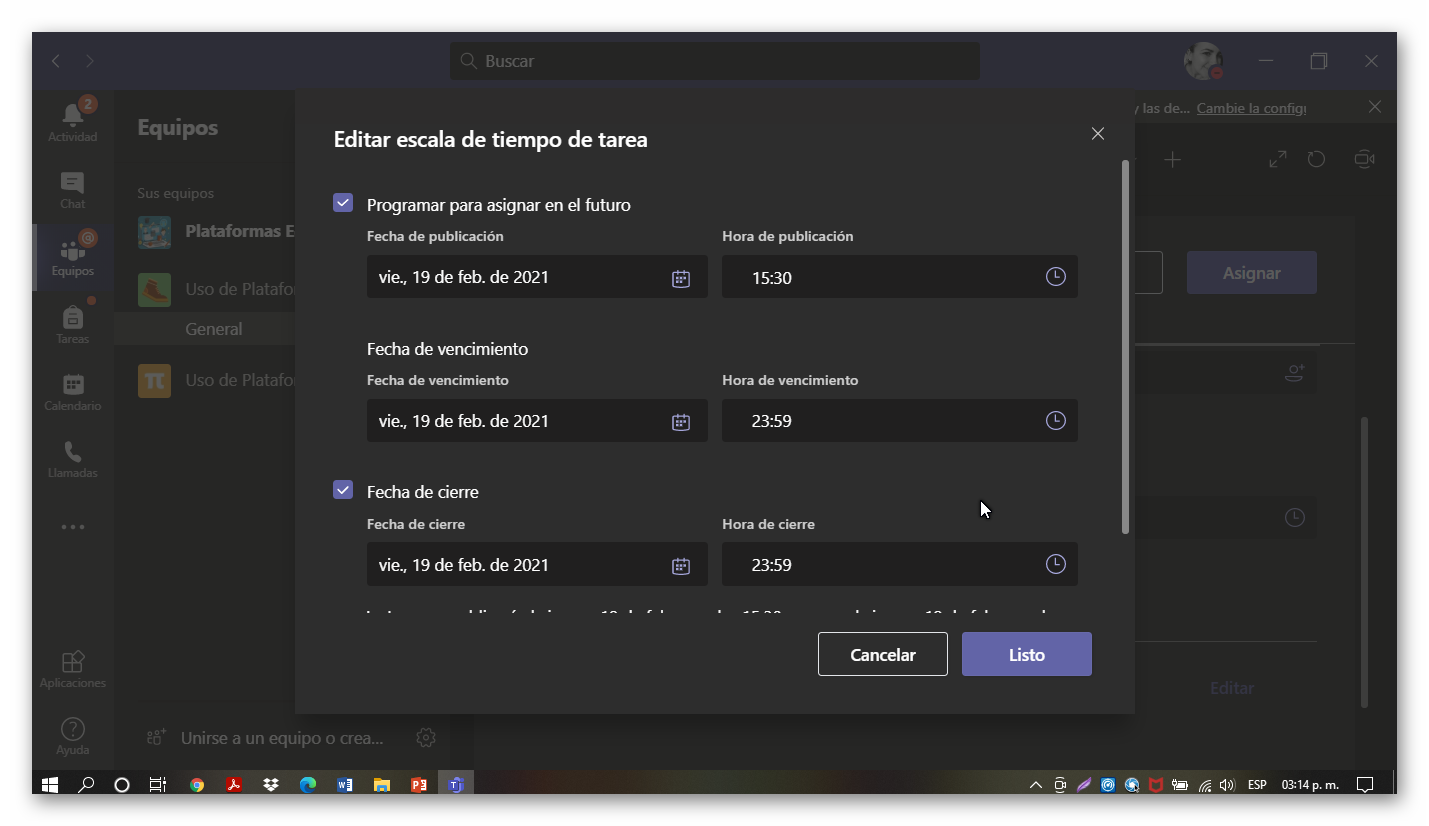 Buscar
y las de... Cambie la configu
2
Actividad
Equipos
Editar escala de tiempo de tarea
Chat
Sus equipos
Programar para asignar en el futuro
Plataformas E
Fecha de publicación Hora de publicación
Equipos
vie., 19 de feb. de 2021 15:30
Asignar
Uso de Platafo
General
Tareas
Fecha de vencimiento
Fecha de vencimiento Hora de vencimiento
Uso de Platafo
Calendario
vie., 19 de feb. de 2021 23:59
Llamadas
Fecha de cierre
Fecha de cierre Hora de cierre
vie., 19 de feb. de 2021 23:59
Cancelar Listo
Aplicaciones
Editar
Unirse a un equipo o crea...
Ayuda
ESP 03:14 p. m.